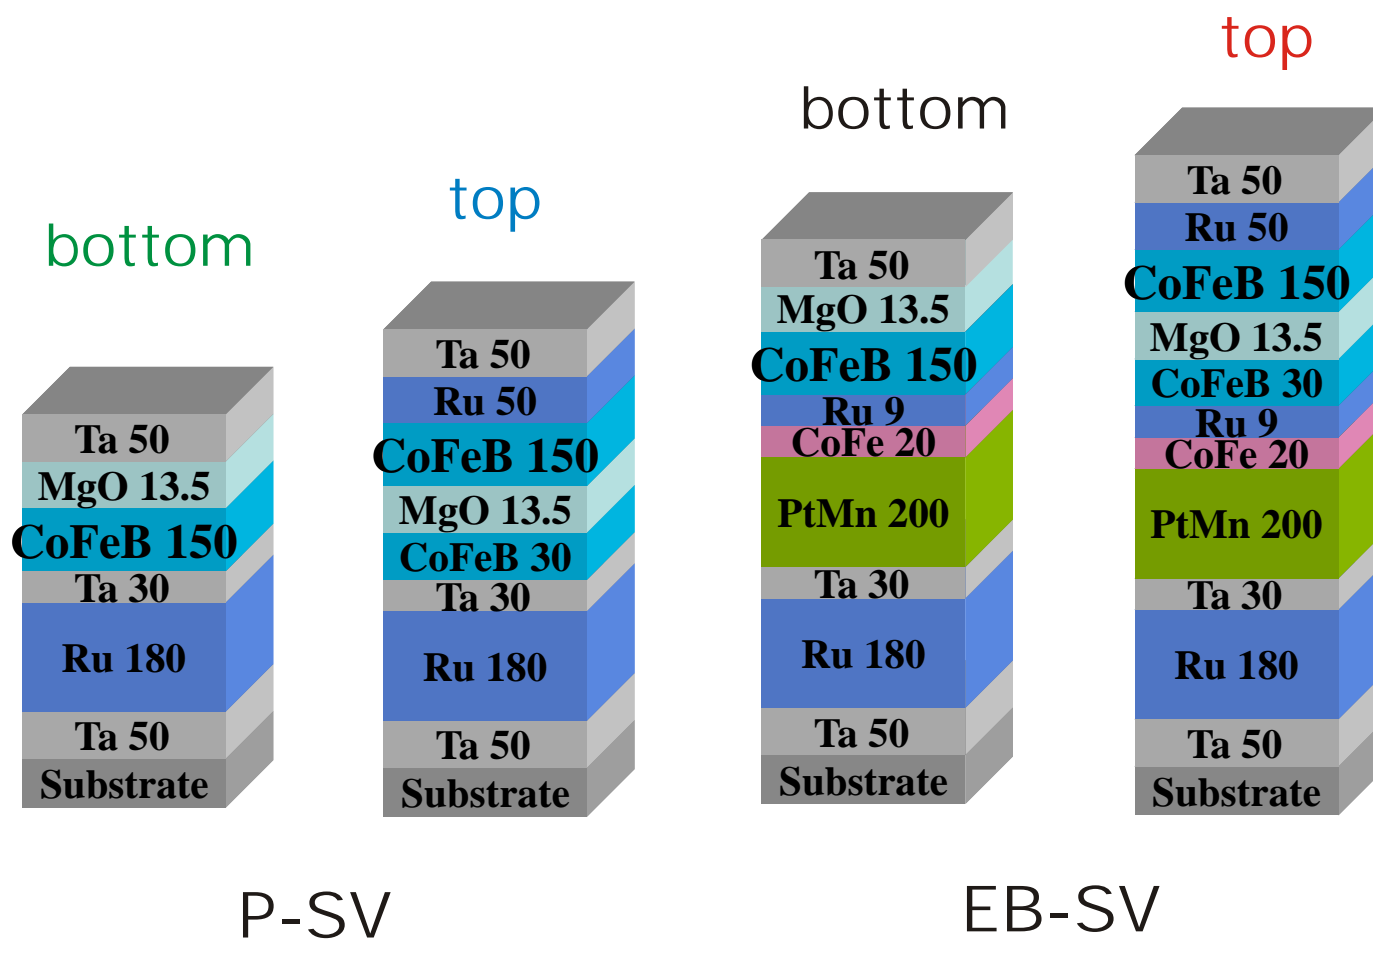 bottom
Ta 50
MgO 13.5
CoFeB 150
Ta 30
Ru 180
Ta 50
Substrate
top
Ta 50
Ru 50
CoFeB 150
MgO 13.5
CoFeB 30
Ta 30
Ru 180
Ta 50
Substrate
P-SV
bottom
Ta 50
MgO 13.5
CoFeB 150
Ru 9
CoFe 20
PtMn 200
Ta 30
Ru 180
Ta 50
Substrate
top
Ta 50
Ru 50
CoFeB 150
MgO 13.5
CoFeB 30
Ru 9
CoFe 20
PtMn 200
Ta 30
Ru 180
Ta 50
Substrate
EB-SV